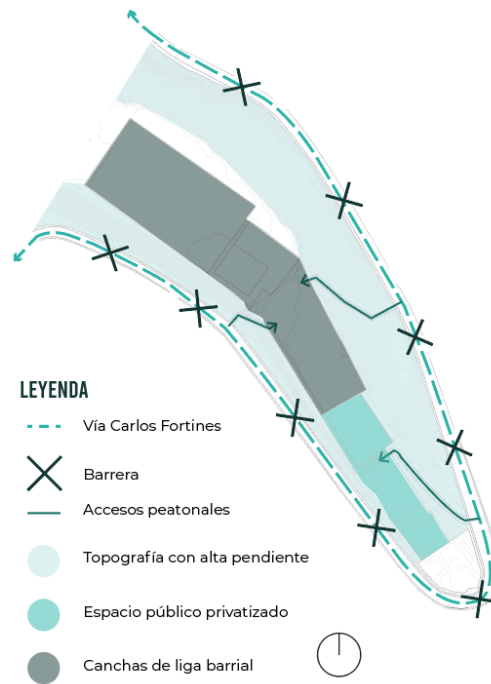 LEYENDA
Vía Carlos Fortines
Barrera
Accesos peatonales
Topografía con alta pendiente
Espacio público privatizado
Canchas de liga barrial